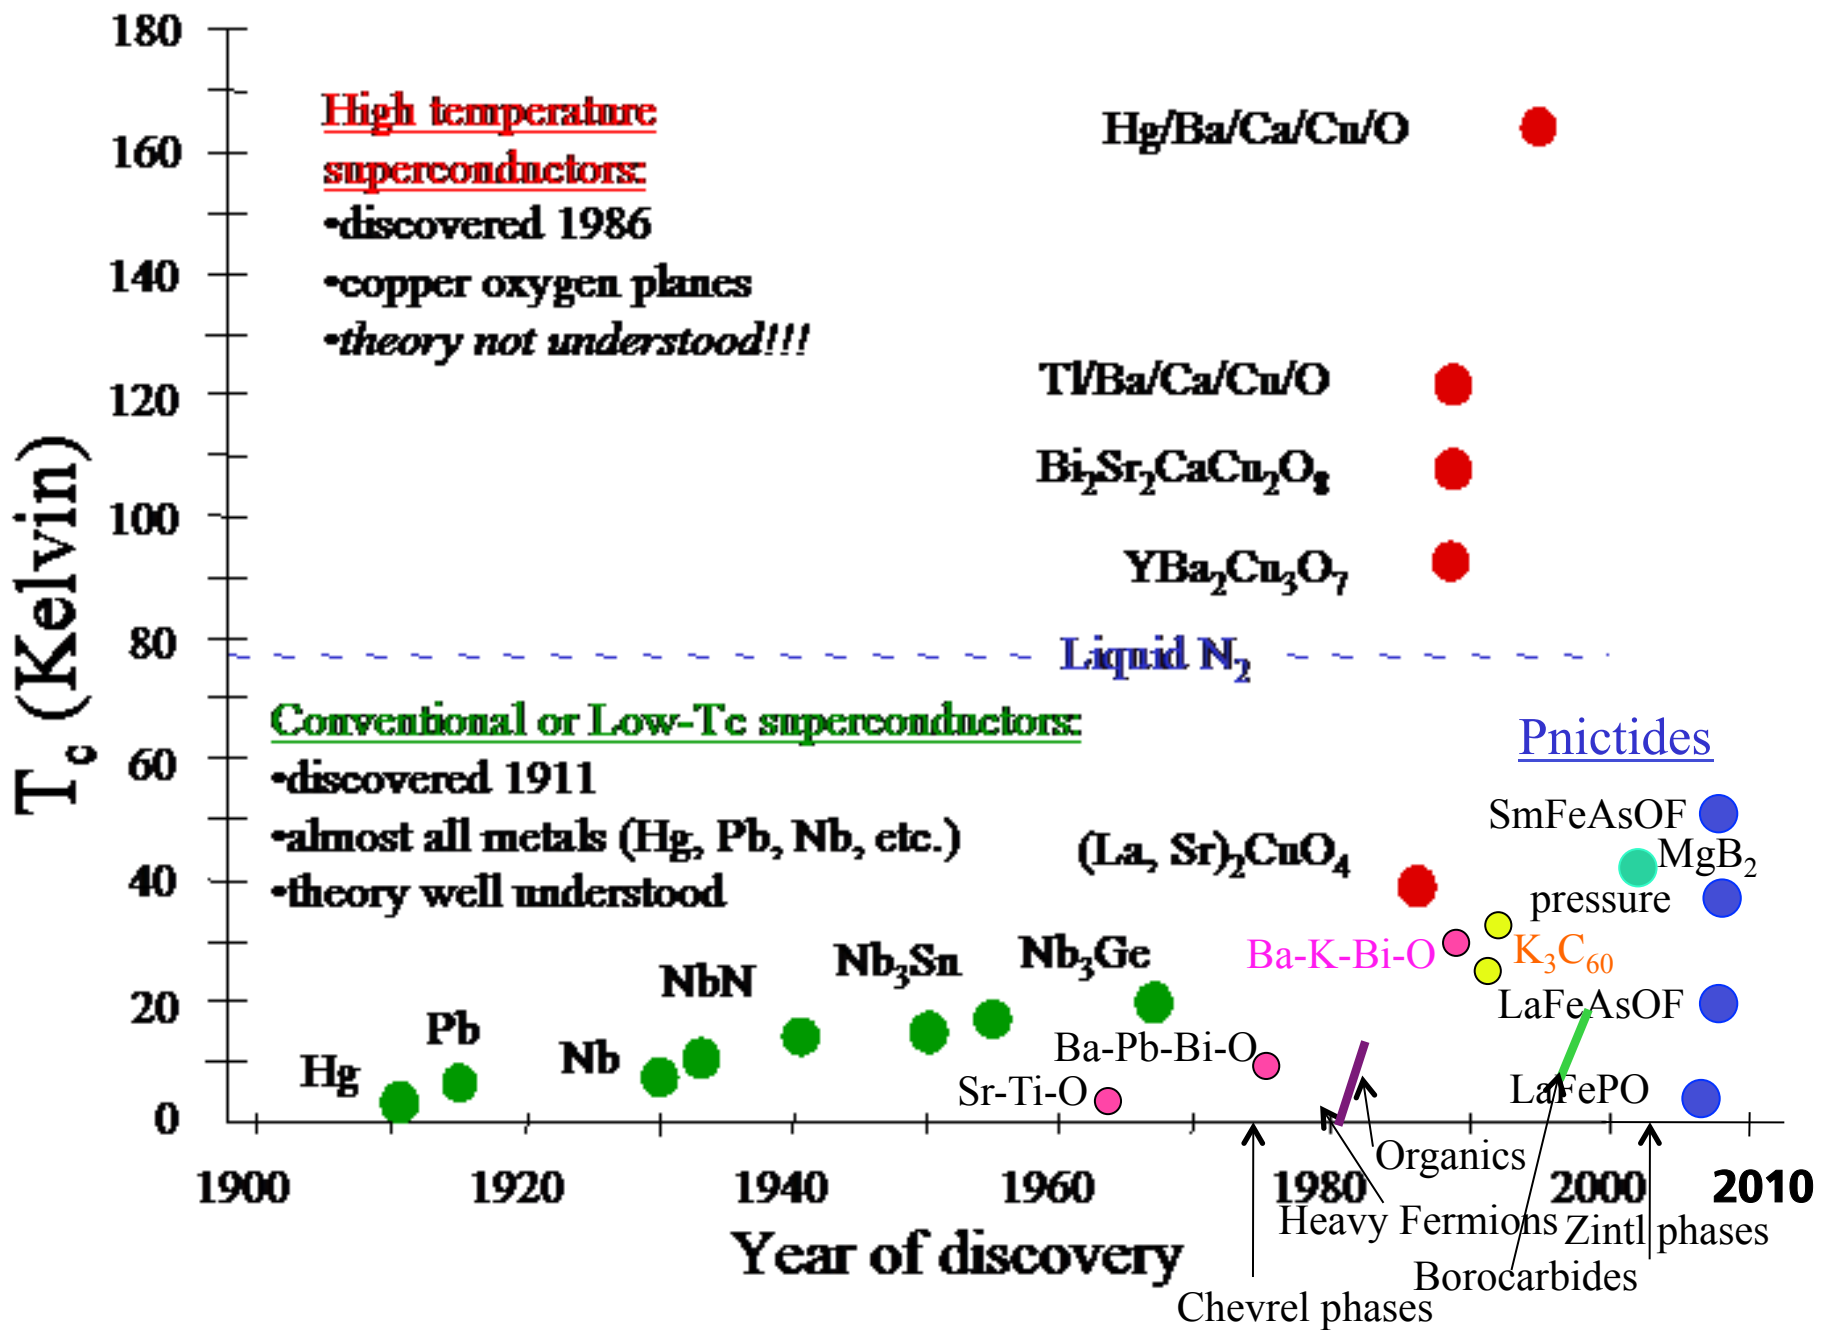 180
160
140
120
100
80
60
40
20
0
T_c (Kelvin)
High temperature
superconductors:
•discovered 1986
•copper oxygen planes
•theory not understood!!!
Hg/Ba/Ca/Cu/O
Tl/Ba/Ca/Cu/O
Bi₂Sr₂CaCu₂O₈
YBa₂Cu₃O₇
Liquid N₂
Conventional or Low-Tc superconductors:
•discovered 1911
•almost all metals (Hg, Pb, Nb, etc.)
•theory well understood
Pnictides
SmFeAsOF
MgB₂
(La, Sr)₂CuO₄
pressure
Ba-K-Bi-O
K₃C₆₀
Nb₃Sn
Nb₃Ge
NbN
LaFeAsOF
Pb
Nb
Hg
Ba-Pb-Bi-O
Sr-Ti-O
LaFePO
Organics
1900
1920
1940
1960
1980
2000
2010
Heavy Fermions
Zintl phases
Year of discovery
Borocarbides
Chevrel phases